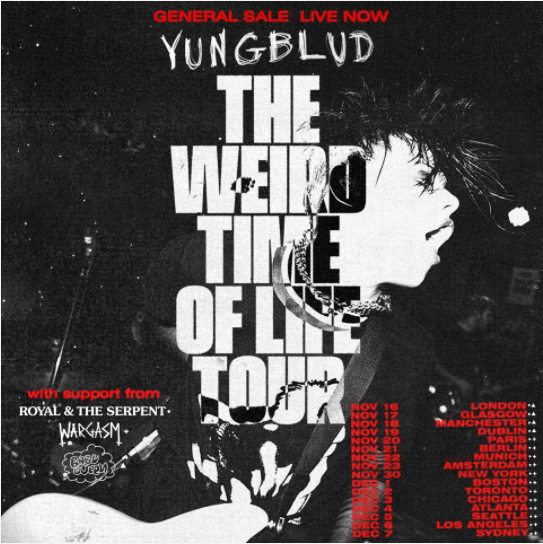 GENERAL SALE LIVE NOW
YUNGBLUD
THE
WEIRD
TIME
OF LIFE
TOUR
with support from
ROYAL & THE SERPENT
WARGASM
BABY
QUEEN
NOV 16 LONDON
NOV 17 GLASGOW
NOV 18 MANCHESTER
NOV 19 DUBLIN
NOV 20 PARIS
NOV 21 BERLIN
NOV 22 MUNICH
NOV 23 AMSTERDAM
NOV 30 NEW YORK
DEC 1 BOSTON
DEC 2 TORONTO
DEC 3 CHICAGO
DEC 4 ATLANTA
DEC 5 SEATTLE
DEC 6 LOS ANGELES
DEC 7 SYDNEY